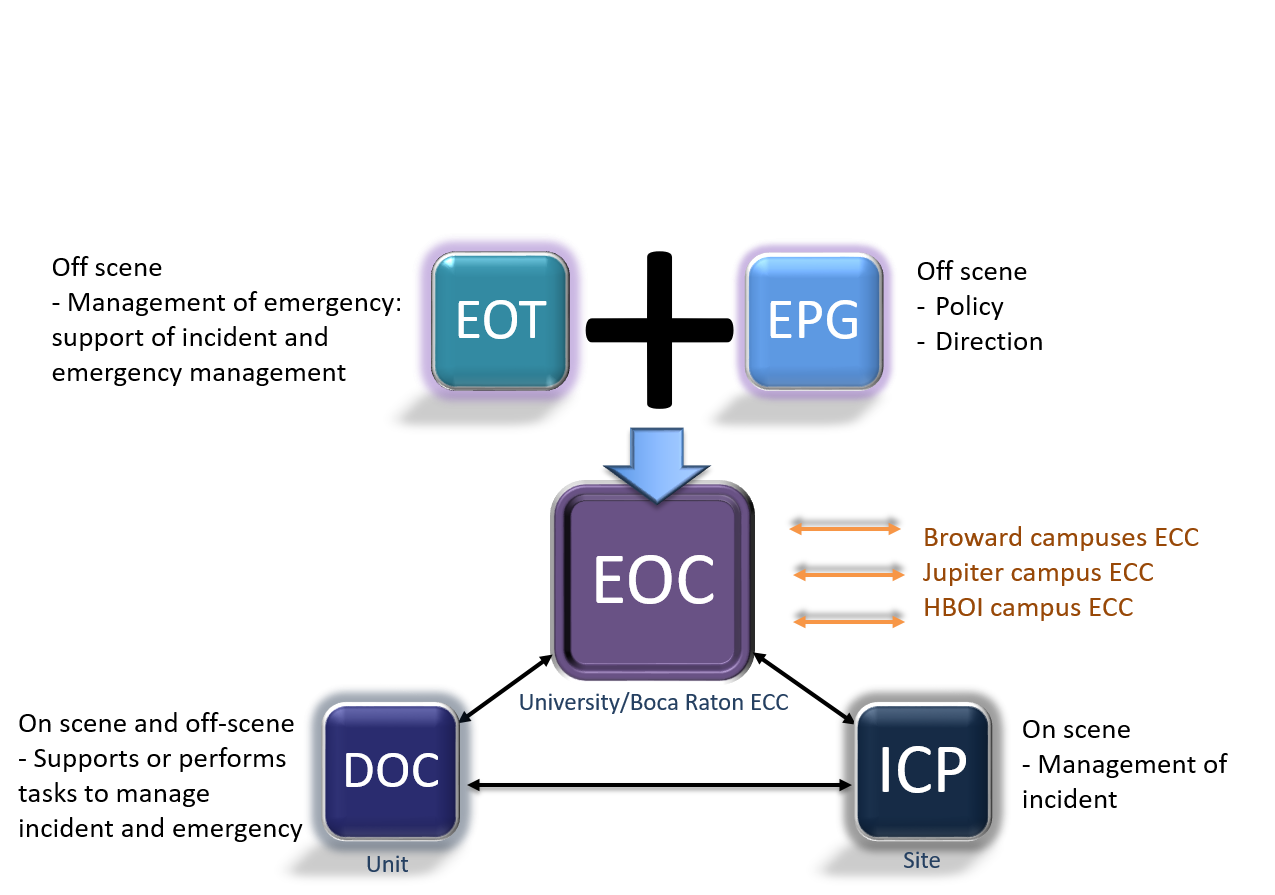 Off scene
- Management of emergency:
support of incident and
emergency management
EOT
EPG
Off scene
- Policy
- Direction
EOC
Broward campuses ECC
Jupiter campus ECC
HBOI campus ECC
University/Boca Raton ECC
On scene and off-scene
- Supports or performs
tasks to manage
incident and emergency
DOC
Unit
ICP
Site
On scene
- Management of
incident